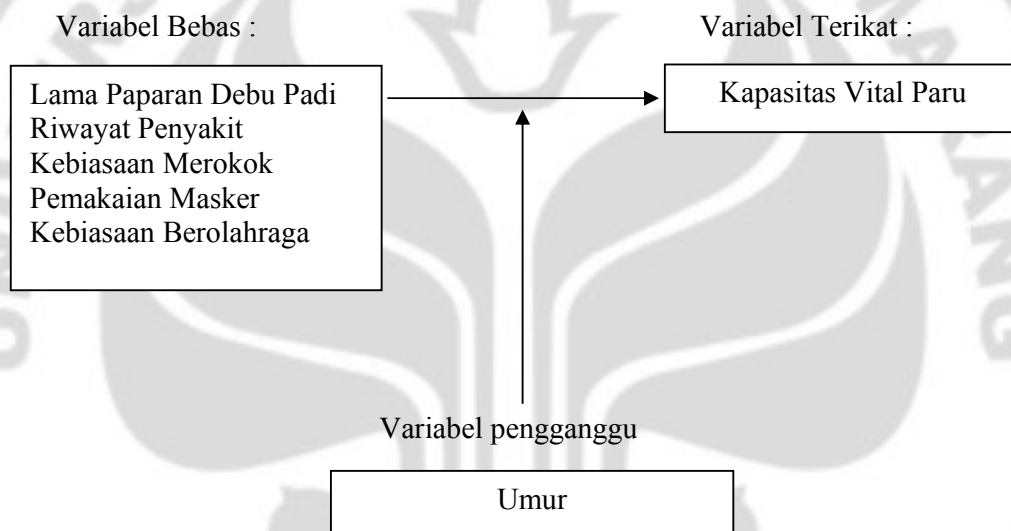 Variabel Bebas :
Variabel Terikat :
Lama Paparan Debu Padi
Riwayat Penyakit
Kebiasaan Merokok
Pemakaian Masker
Kebiasaan Berolahraga
Kapasitas Vital Paru
Variabel pengganggu
Umur